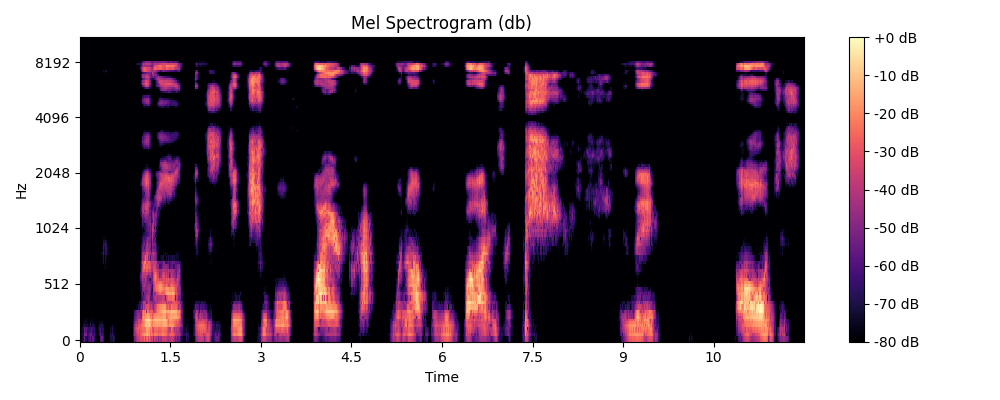 Mel Spectrogram (db)
8192
4096
2048
1024
512
0
Hz
0 1.5 3 4.5 6 7.5 9 10
Time
+0 dB
-10 dB
-20 dB
-30 dB
-40 dB
-50 dB
-60 dB
-70 dB
-80 dB